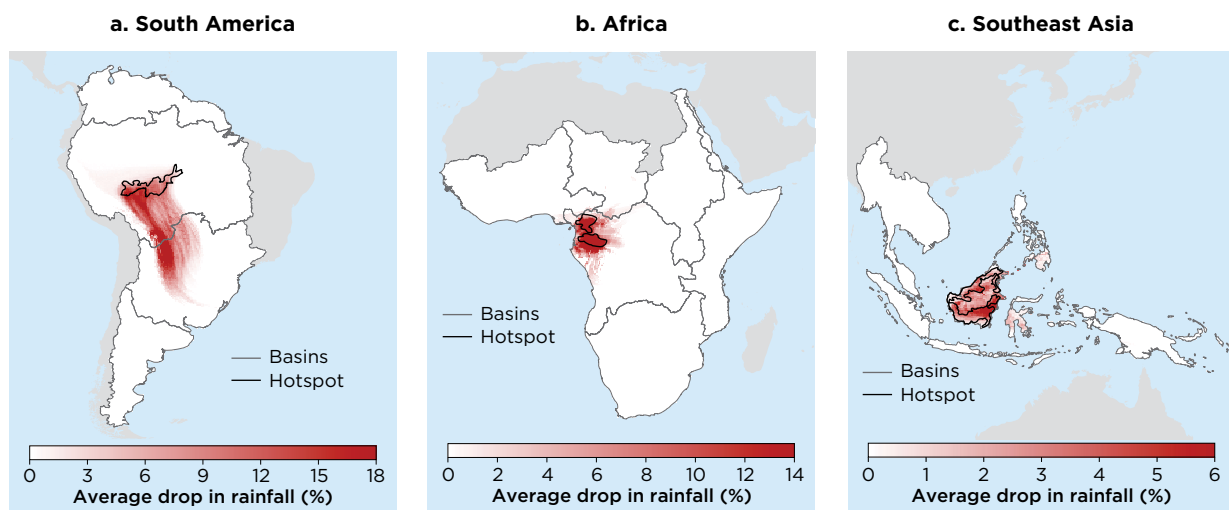 a. South America
b. Africa
c. Southeast Asia
Basins
Hotspot
0 3 6 9 12 15 18
Average drop in rainfall (%)
Basins
Hotspot
0 2 4 6 8 10 12 14
Average drop in rainfall (%)
Basins
Hotspot
0 1 2 3 4 5 6
Average drop in rainfall (%)